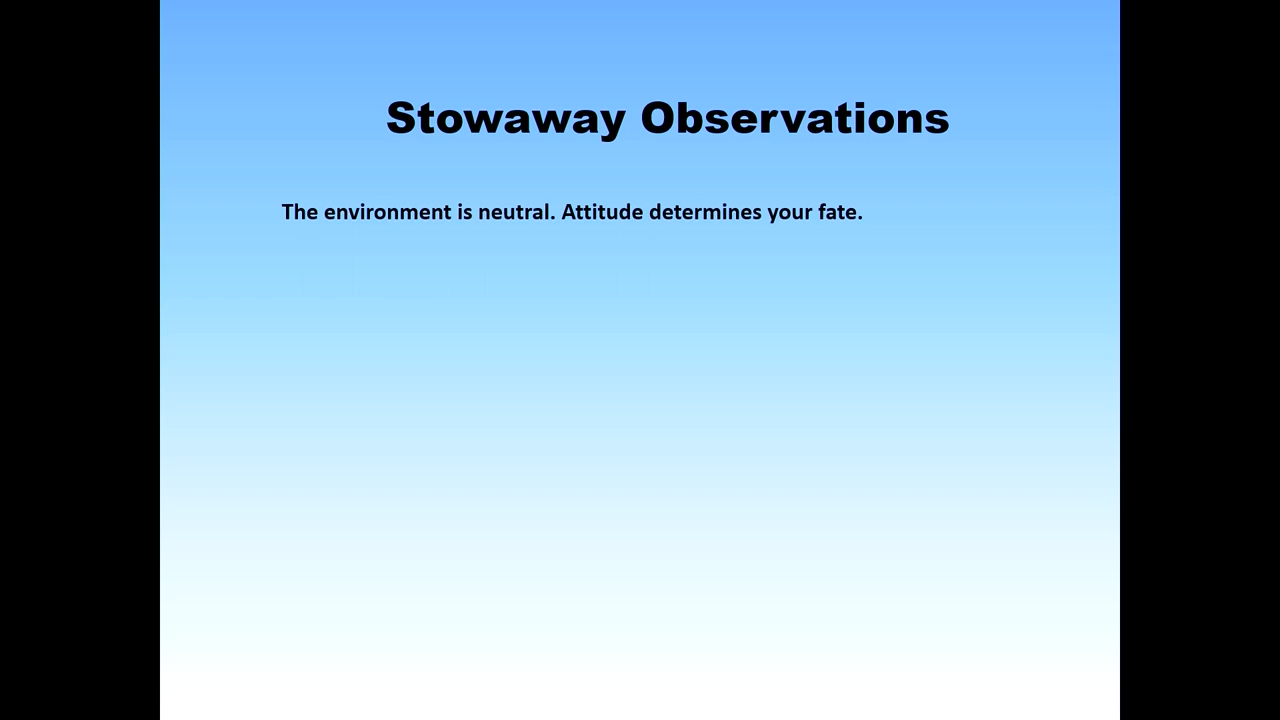 Stowaway Observations
The environment is neutral. Attitude determines your fate.